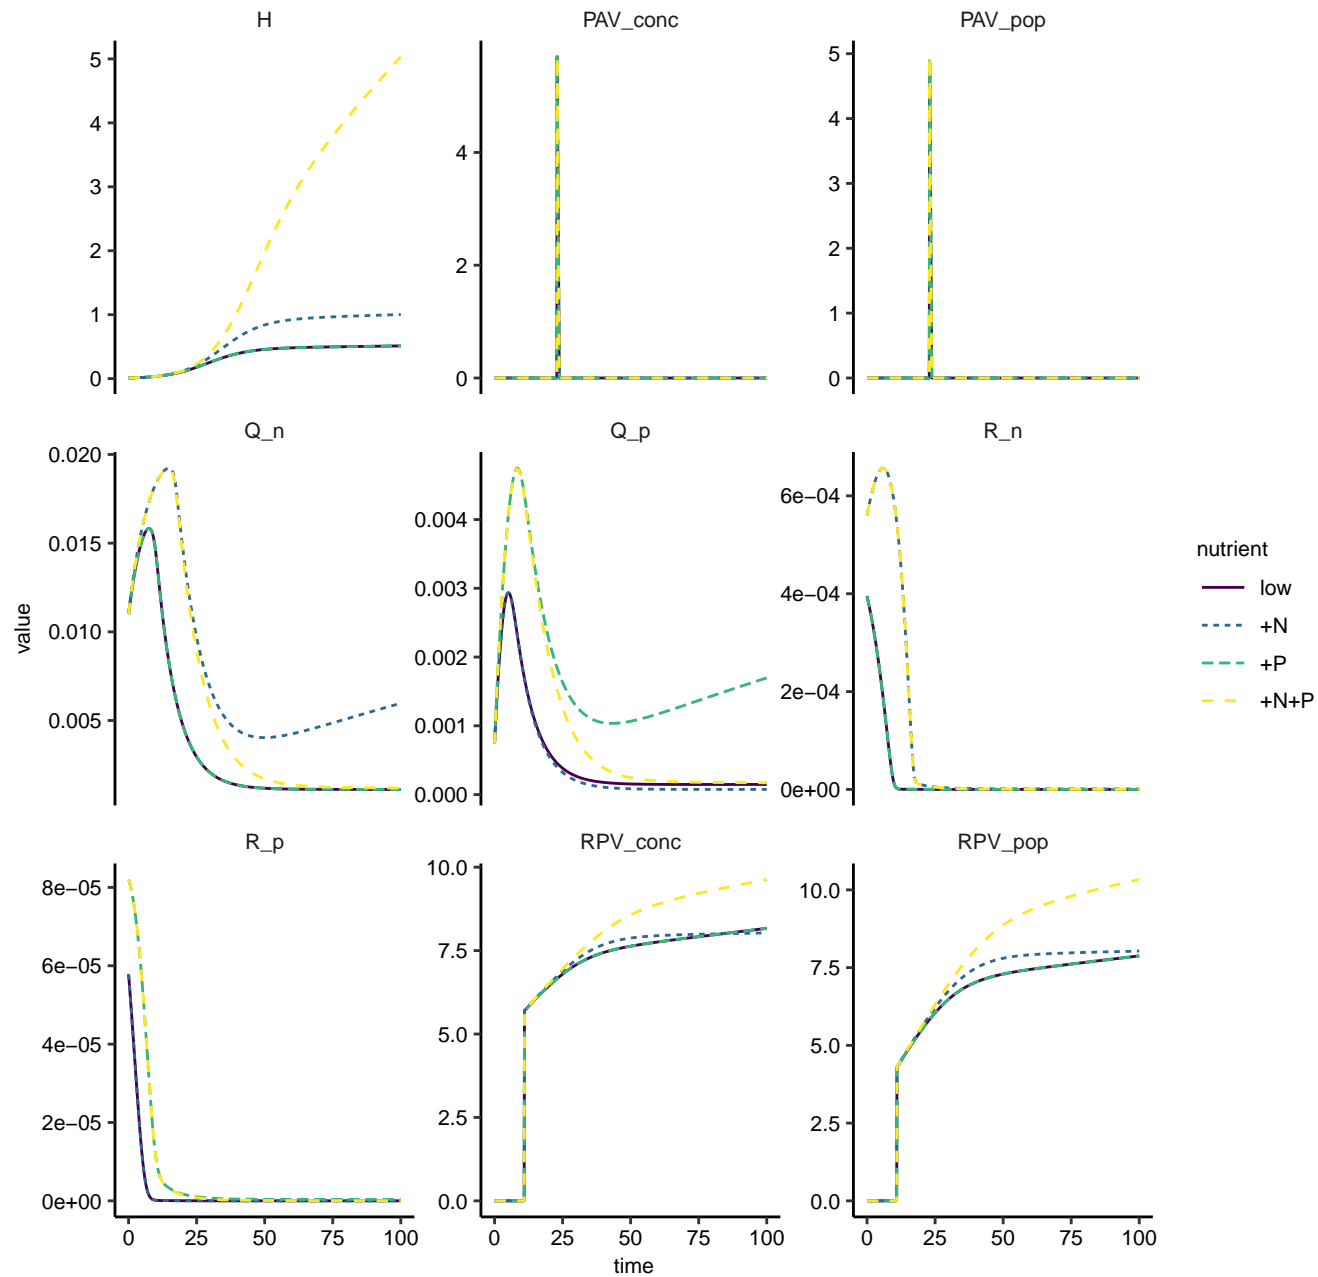 H
PAV_conc
PAV_pop
5
4
3
2
1
0
4
2
0
5
4
3
2
1
0
Q_n
Q_p
R_n
0.020
0.015
0.010
0.005
0.004
0.003
0.002
0.001
0.000
6e−04
4e−04
2e−04
0e+00
R_p
RPV_conc
RPV_pop
8e−05
6e−05
4e−05
2e−05
0e+00
10.0
7.5
5.0
2.5
0.0
10.0
7.5
5.0
2.5
0.0
0 25 50 75 100
0 25 50 75 100
0 25 50 75 100
time
value
nutrient
low
+N
+P
+N+P